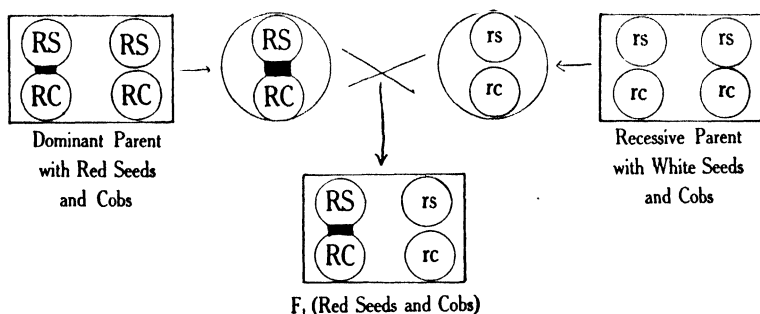 RS RS RS rs rs rs
RC RC RC rc rc rc
Dominant Parent
with Red Seeds
and Cobs
Recessive Parent
with White Seeds
and Cobs
RS rs
RC rc
F₁ (Red Seeds and Cobs)